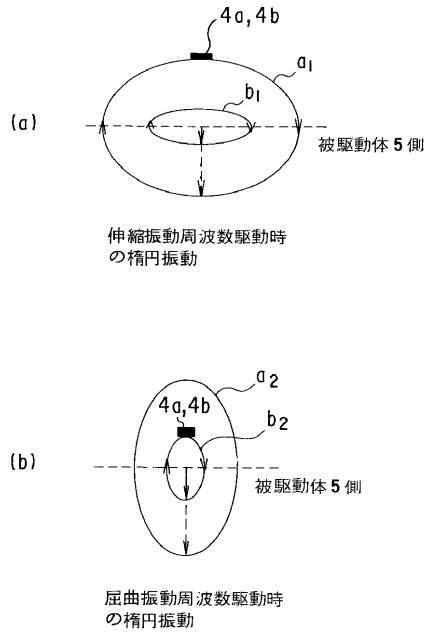 4a,4b
a1
b1
(a)
被駆動体5側
伸縮振動周波数駆動時
の楕円振動
a2
4a,4b
b2
(b)
被駆動体5側
屈曲振動周波数駆動時
の楕円振動